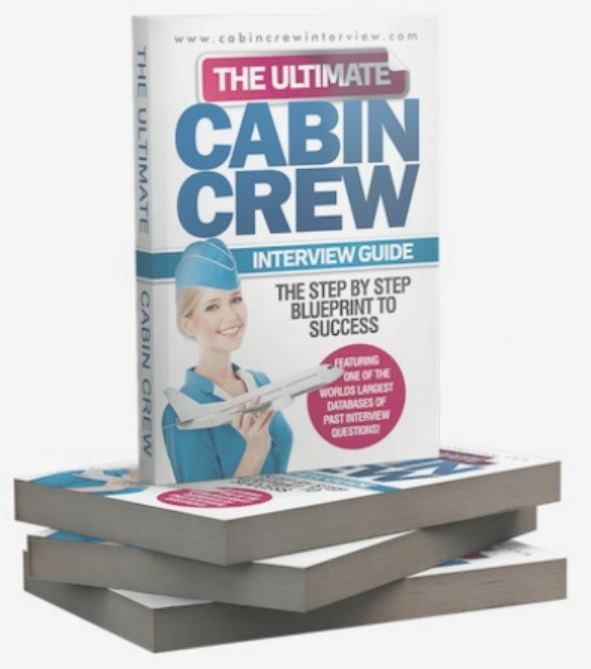 www.cabincrewinterview.com
THE ULTIMATE
CABIN
CREW
INTERVIEW GUIDE
THE STEP BY STEP
BLUEPRINT TO
SUCCESS
FEATURING
ONE OF THE
WORLDS LARGEST
DATABASES OF
PAST INTERVIEW
QUESTIONS!
THE ULTIMATE CABIN CREW